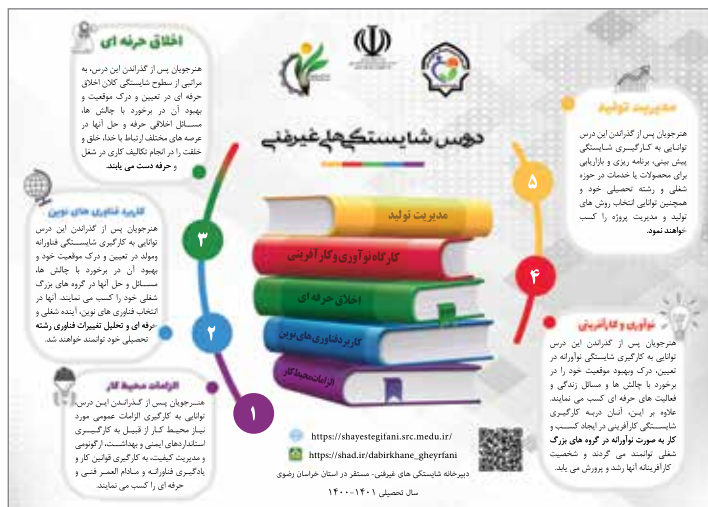 دروس شایستگی‌های غیرفنی
اخلاق حرفه ای
هنرجویان پس از گذراندن این درس، به
مراتبی از سطوح شایستگی کلان اخلاق
حرفه ای در تعیین و درک موقعیت و
بهبود آن در برخورد با چالش ها،
مسائل اخلاقی حرفه و حل آنها در
عرصه های مختلف ارتباط با خدا، خلق و
خلقت را در انجام تکالیف کاری در شغل
و حرفه دست می یابند.
کاربرد فناوری های نوین
هنرجویان پس از گذراندن این درس
توانایی به کارگیری شایستگی فناورانه
ومولد در تعیین و درک موقعیت خود و
بهبود آن در برخورد با چالش ها،
مسائل و حل آنها در گروه های بزرگ
شغلی خود را کسب می نمایند. آنها در
انتخاب فناوری های نوین، آینده شغلی و
حرفه ای و تحلیل تغییرات فناوری رشته
تحصیلی خود توانمند خواهند شد.
الزامات محیط کار
هنرجویان پس از گذراندن این درس،
توانایی به کارگیری الزامات عمومی مورد
نیاز محیط کار از قبیل به کارگیری
استانداردهای ایمنی و بهداشت، ارگونومی
و مدیریت کیفیت، به کارگیری قوانین کار و
یادگیری فناورانه و مادام العمر فنی و
حرفه ای را کسب می نمایند.
مدیریت تولید
هنرجویان پس از گذراندن این درس
توانایی به کارگیری شایستگی
پیش بینی، برنامه ریزی و بازاریابی
برای محصولات یا خدمات در حوزه
شغلی و رشته تحصیلی خود و
همچنین توانایی انتخاب روش های
تولید و مدیریت پروژه را کسب
خواهند نمود.
نوآوری و کارآفرینی
هنرجویان پس از گذراندن این درس
توانایی به کارگیری شایستگی نوآورانه در
تعیین، درک وبهبود موقعیت خود را در
برخورد با چالش ها و مسائل زندگی و
فعالیت های حرفه ای کسب می نمایند.
علاوه بر این، آنان دربه کارگیری
شایستگی کارآفرینی در ایجاد کسب و
کار به صورت نوآورانه در گروه های بزرگ
شغلی توانمند می گردند و شخصیت
کارآفرینانه آنها رشد و پرورش می یابد.
۵
۴
۳
۲
۱
مدیریت تولید
کارگاه نوآوری و کارآفرینی
اخلاق حرفه ای
کاربرد فناوری های نوین
الزامات محیط کار
https://shayestegifani.src.medu.ir/
https://shad.ir/dabirkhane_gheyrfani
دبیرخانه شایستگی های غیرفنی- مستقر در استان خراسان رضوی
سال تحصیلی ۱۴۰۱-۱۴۰۰